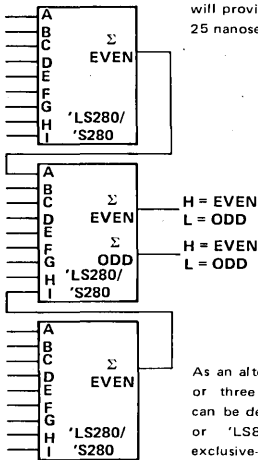 will provi
25 nanose
A
B
C
D
E
F
G
H
I
Σ
EVEN
'LS280/
'S280
A
B
C
D
E
F
G
H
I
Σ
EVEN
Σ
ODD
'LS280/
'S280
H = EVEN
L = ODD
H = EVEN
L = ODD
A
B
C
D
E
F
G
H
I
Σ
EVEN
'LS280/
'S280
As an alte
or three
can be de
or 'LS8
exclusive-